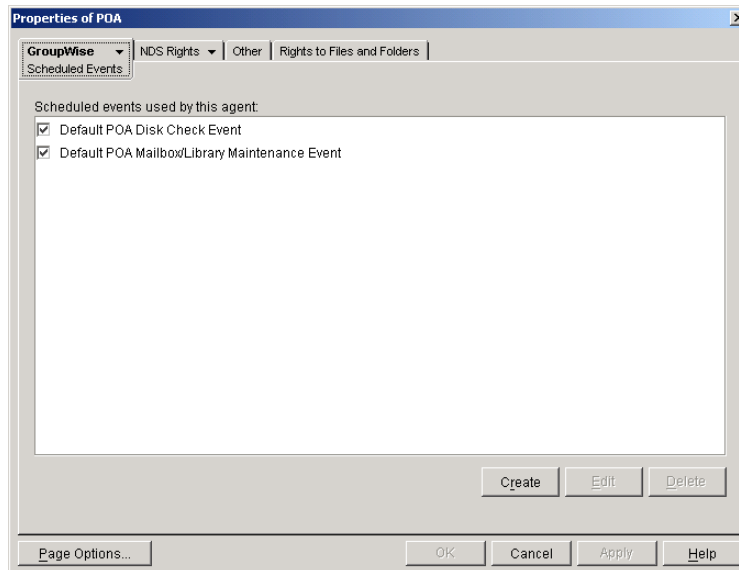 Properties of POA
GroupWise NDS Rights Other Rights to Files and Folders
Scheduled Events
Scheduled events used by this agent:
Default POA Disk Check Event
Default POA Mailbox/Library Maintenance Event
Create Edit Delete
Page Options... OK Cancel Apply Help